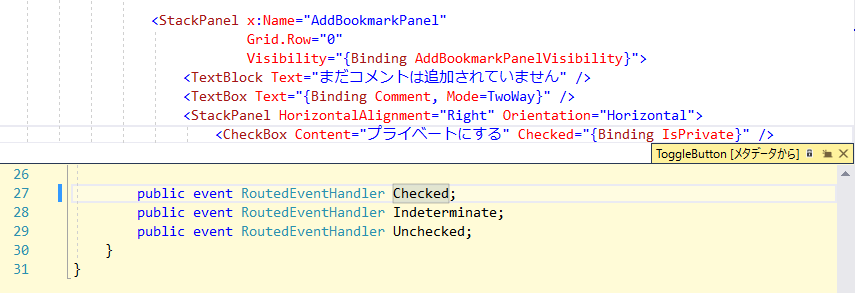 <StackPanel x:Name="AddBookmarkPanel"
Grid.Row="0"
Visibility="{Binding AddBookmarkPanelVisibility}">
<TextBlock Text="まだコメントは追加されていません" />
<TextBox Text="{Binding Comment, Mode=TwoWay}" />
<StackPanel HorizontalAlignment="Right" Orientation="Horizontal">
<CheckBox Content="プライベートにする" Checked="{Binding IsPrivate}" />
ToggleButton [メタデータから]
26
27 public event RoutedEventHandler Checked;
28 public event RoutedEventHandler Indeterminate;
29 public event RoutedEventHandler Unchecked;
30 }
31 }